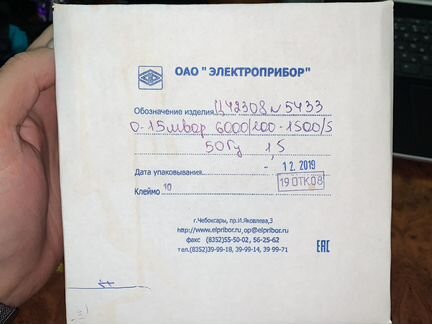 ОАО "ЭЛЕКТРОПРИБОР"
Обозначение изделия Ц42308 №5433
0-15мвар 6000/200-1500/5
50Гц 1,5
Дата упаковывания 12 2019
19 ОТК 08
Клеймо 10
г.Чебоксары, пр.И.Яковлева,3
http://www.elpribor.ru, op@elpribor.ru
факс (8352)55-50-02, 56-25-62
тел.(8352)39-99-18, 39-99-14, 39 99-71
EAC